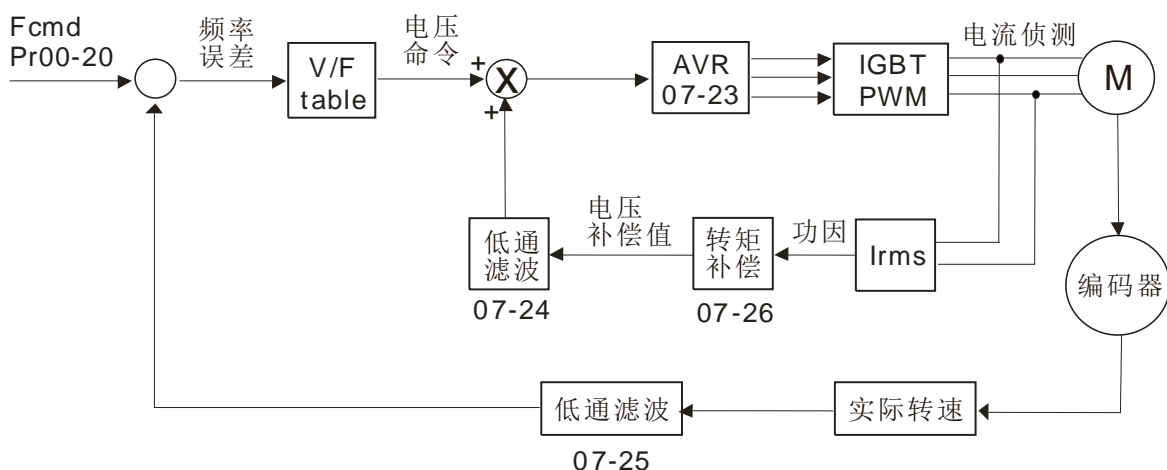 Fcmd
Pr00-20
频率
误差
V/F
table
电压
命令
+
X
+
AVR
07-23
IGBT
PWM
电流侦测
M
低通
滤波
07-24
电压
补偿值
转矩
补偿
07-26
功因
Irms
编码器
低通滤波
07-25
实际转速